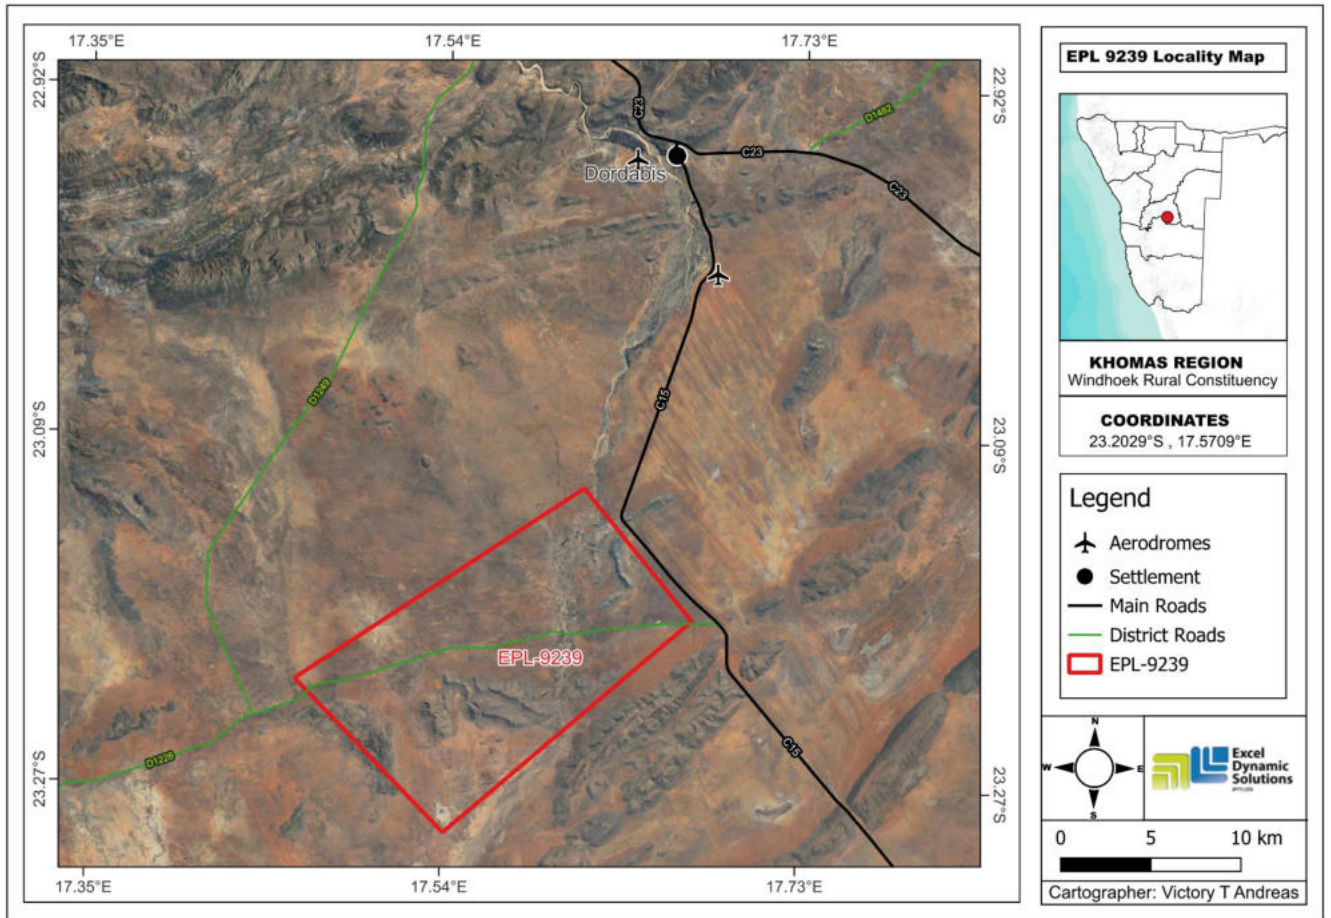 17.35°E
17.54°E
17.73°E
22.92°S
22.92°S
C23
D1482
C23
C23
Dordabis
D1249
C15
23.09°S
23.09°S
EPL-9239
D1228
C15
23.27°S
23.27°S
17.35°E
17.54°E
17.73°E
EPL 9239 Locality Map
KHOMAS REGION
Windhoek Rural Constituency
COORDINATES
23.2029°S , 17.5709°E
Legend
Aerodromes
Settlement
Main Roads
District Roads
EPL-9239
N
W
E
S
Excel
Dynamic
Solutions
0
5
10 km
Cartographer: Victory T Andreas